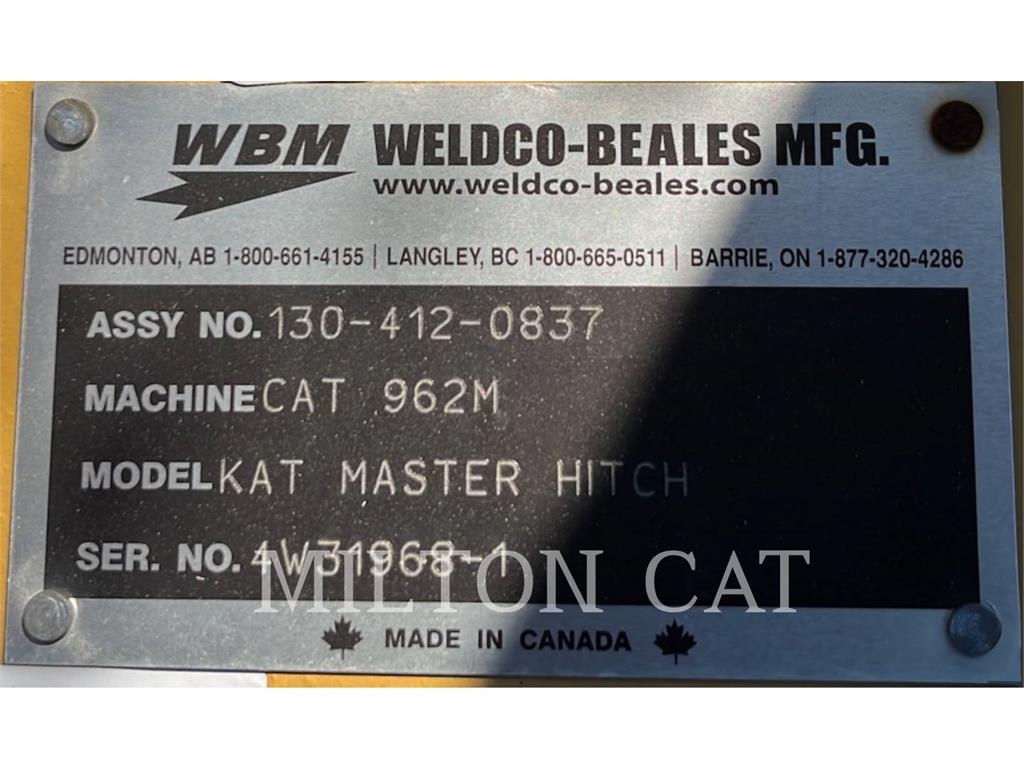 WBM WELDCO-BEALES MFG.
www.weldco-beales.com
EDMONTON, AB 1-800-661-4155 | LANGLEY, BC 1-800-665-0511 | BARRIE, ON 1-877-320-4286
ASSY NO. 130-412-0837
MACHINE CAT 962M
MODEL KAT MASTER HITCH
SER. NO. 4W31968-1
MILTON CAT
MADE IN CANADA